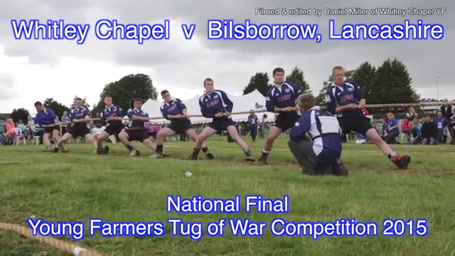 Filmed & edited by Daniel Miller of Whitley Chapel YF
Whitley Chapel v Bilsborrow, Lancashire
National Final
Young Farmers Tug of War Competition 2015